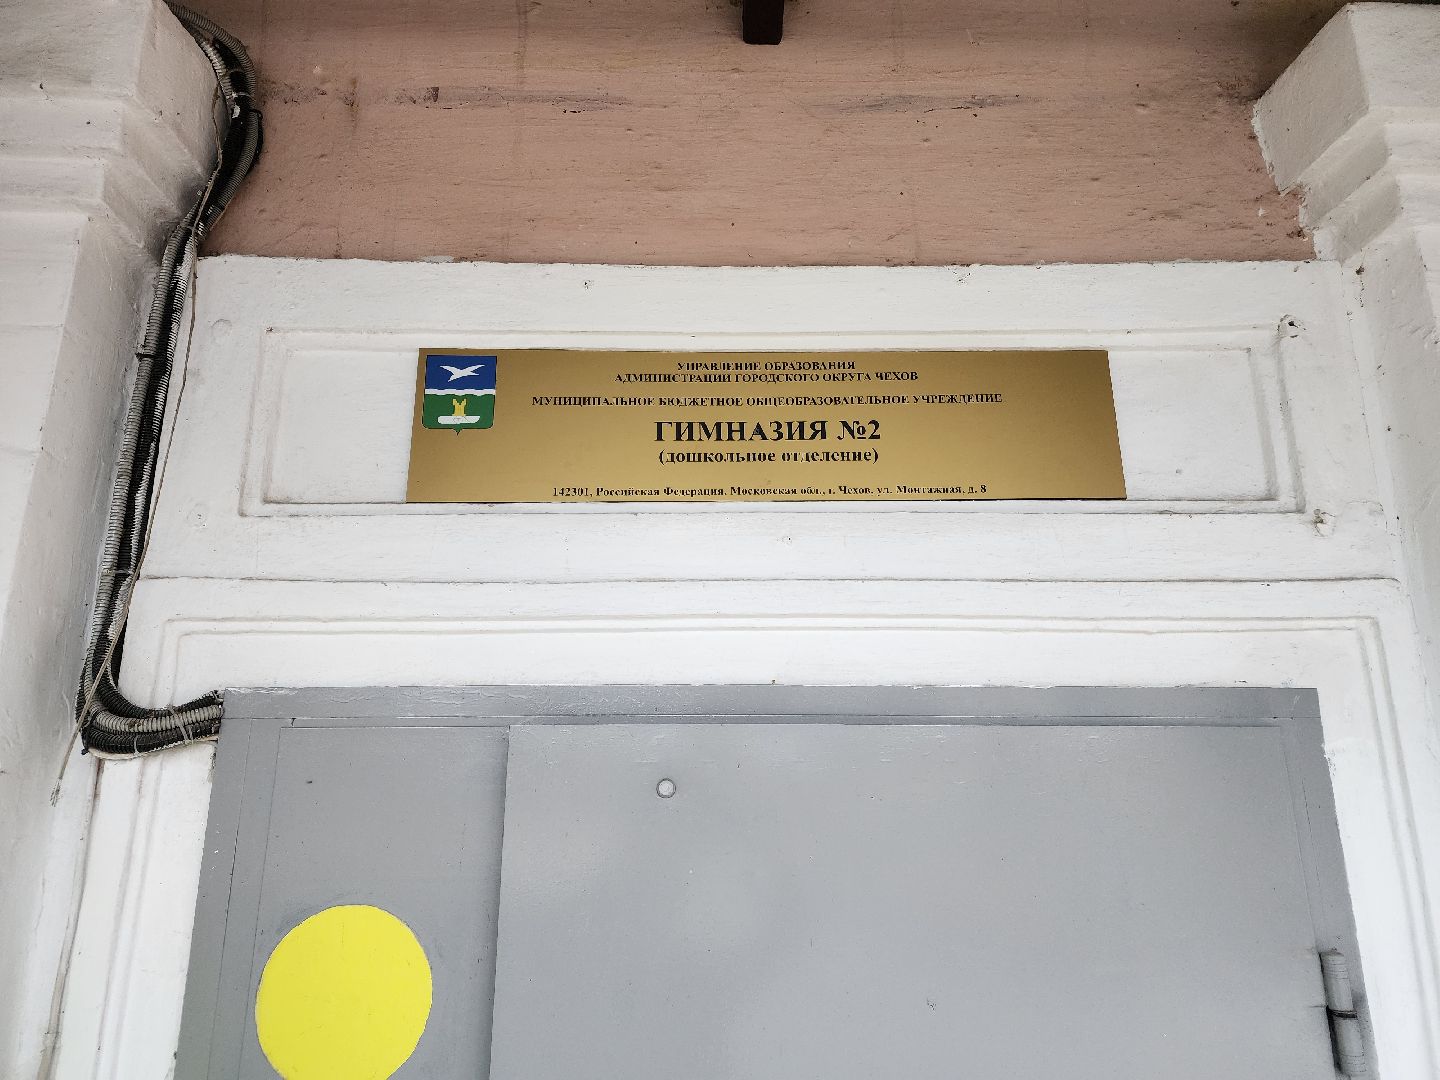 УПРАВЛЕНИЕ ОБРАЗОВАНИЯ
АДМИНИСТРАЦИИ ГОРОДСКОГО ОКРУГА ЧЕХОВ
МУНИЦИПАЛЬНОЕ БЮДЖЕТНОЕ ОБЩЕОБРАЗОВАТЕЛЬНОЕ УЧРЕЖДЕНИЕ
ГИМНАЗИЯ №2
(дошкольное отделение)
142301, Российская Федерация, Московская обл., г. Чехов, ул. Монтажная, д. 8